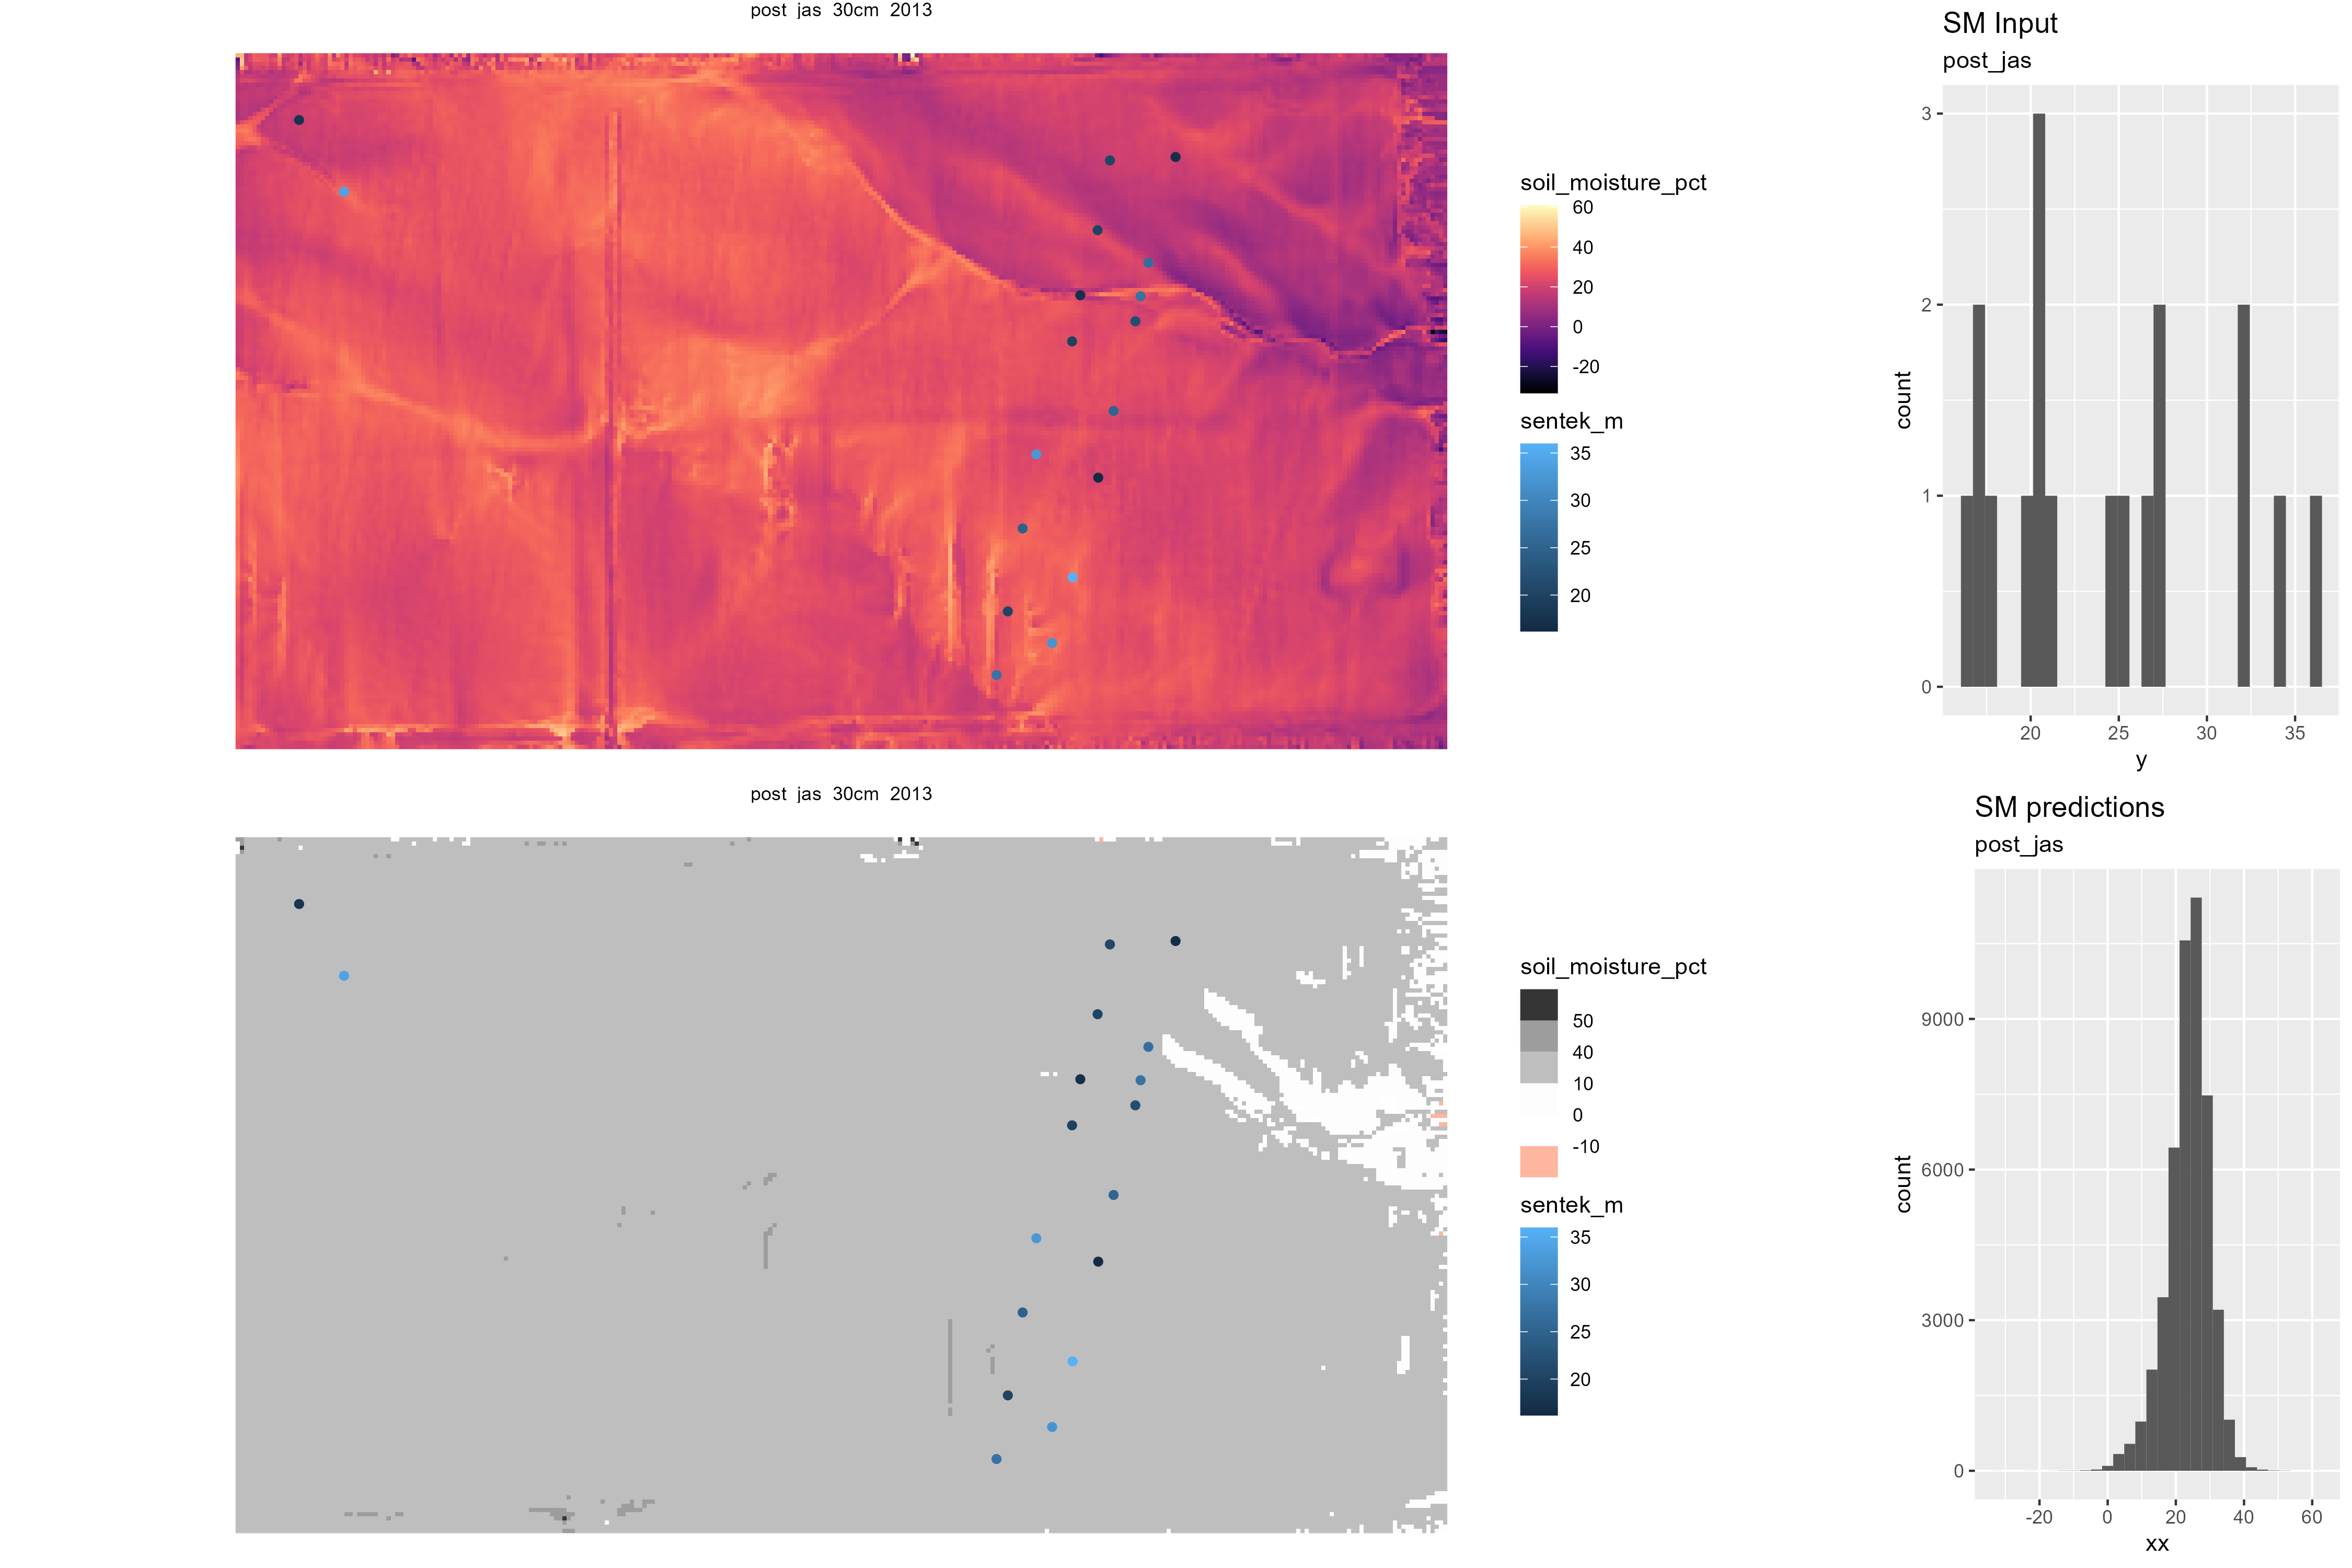 post jas 30cm 2013
soil_moisture_pct
60
40
20
0
-20
sentek_m
35
30
25
20
SM Input
post_jas
3
2
1
0
count
20 25 30 35
y
post jas 30cm 2013
soil_moisture_pct
50
40
10
0
-10
sentek_m
35
30
25
20
SM predictions
post_jas
9000
6000
3000
0
count
-20 0 20 40 60
xx